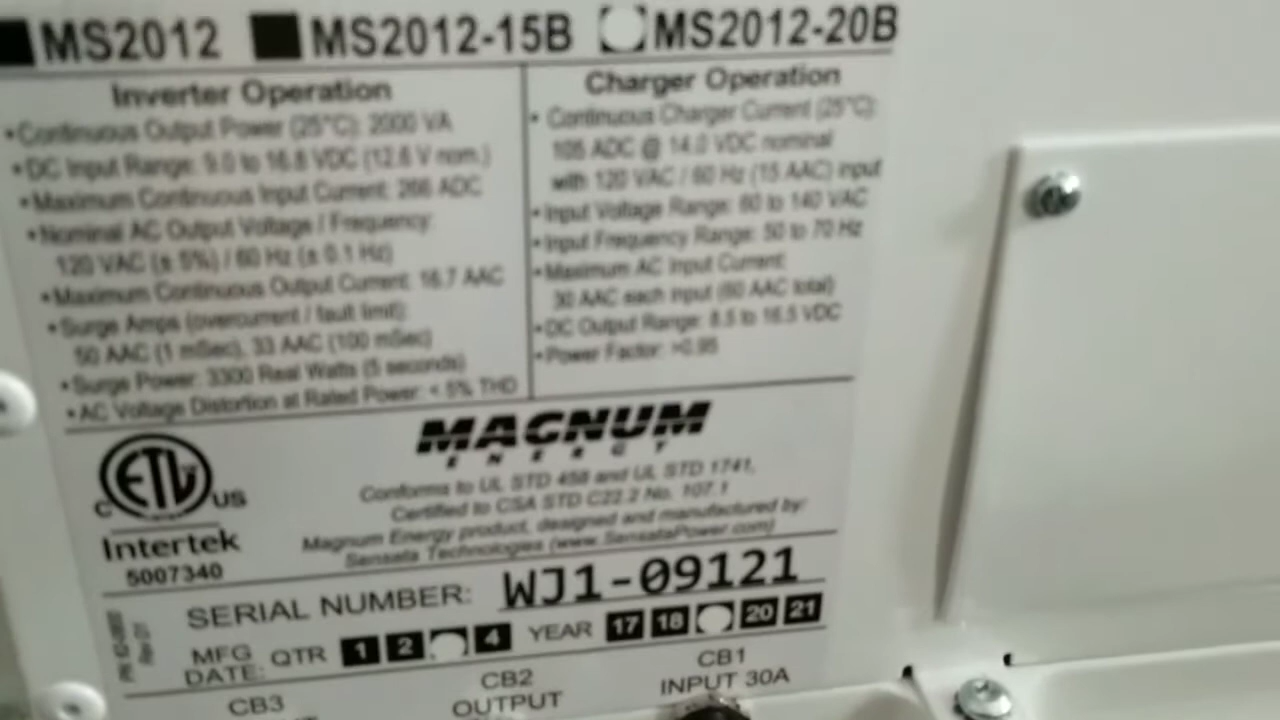 MS2012 MS2012-15B MS2012-20B
Inverter Operation
•Continuous Output Power (25°C): 2000 VA
•DC Input Range: 9.0 to 16.8 VDC (12.6 V nom.)
•Maximum Continuous Input Current: 266 ADC
•Nominal AC Output Voltage / Frequency:
120 VAC (± 5%) / 60 Hz (± 0.1 Hz)
•Maximum Continuous Output Current: 16.7 AAC
•Surge Amps (overcurrent / fault limit):
50 AAC (1 mSec), 33 AAC (100 mSec)
•Surge Power: 3300 Real Watts (5 seconds)
•AC Voltage Distortion at Rated Power: < 5% THD
Charger Operation
• Continuous Charger Current (25°C):
105 ADC @ 14.0 VDC nominal
with 120 VAC / 60 Hz (15 AAC) input
•Input Voltage Range: 60 to 140 VAC
•Input Frequency Range: 50 to 70 Hz
•Maximum AC Input Current:
30 AAC each input (60 AAC total)
•DC Output Range: 8.5 to 16.5 VDC
•Power Factor: >0.95
ETL
C US
Intertek
5007340
MAGNUM
ENERGY
Conforms to UL STD 458 and UL STD 1741,
Certified to CSA STD C22.2 No. 107.1
Magnum Energy product, designed and manufactured by:
Sensata Technologies (www.SensataPower.com)
SERIAL NUMBER: WJ1-09121
MFG
DATE: QTR 1 2 4 YEAR 17 18 20 21
CB3
CB2
OUTPUT
CB1
INPUT 30A